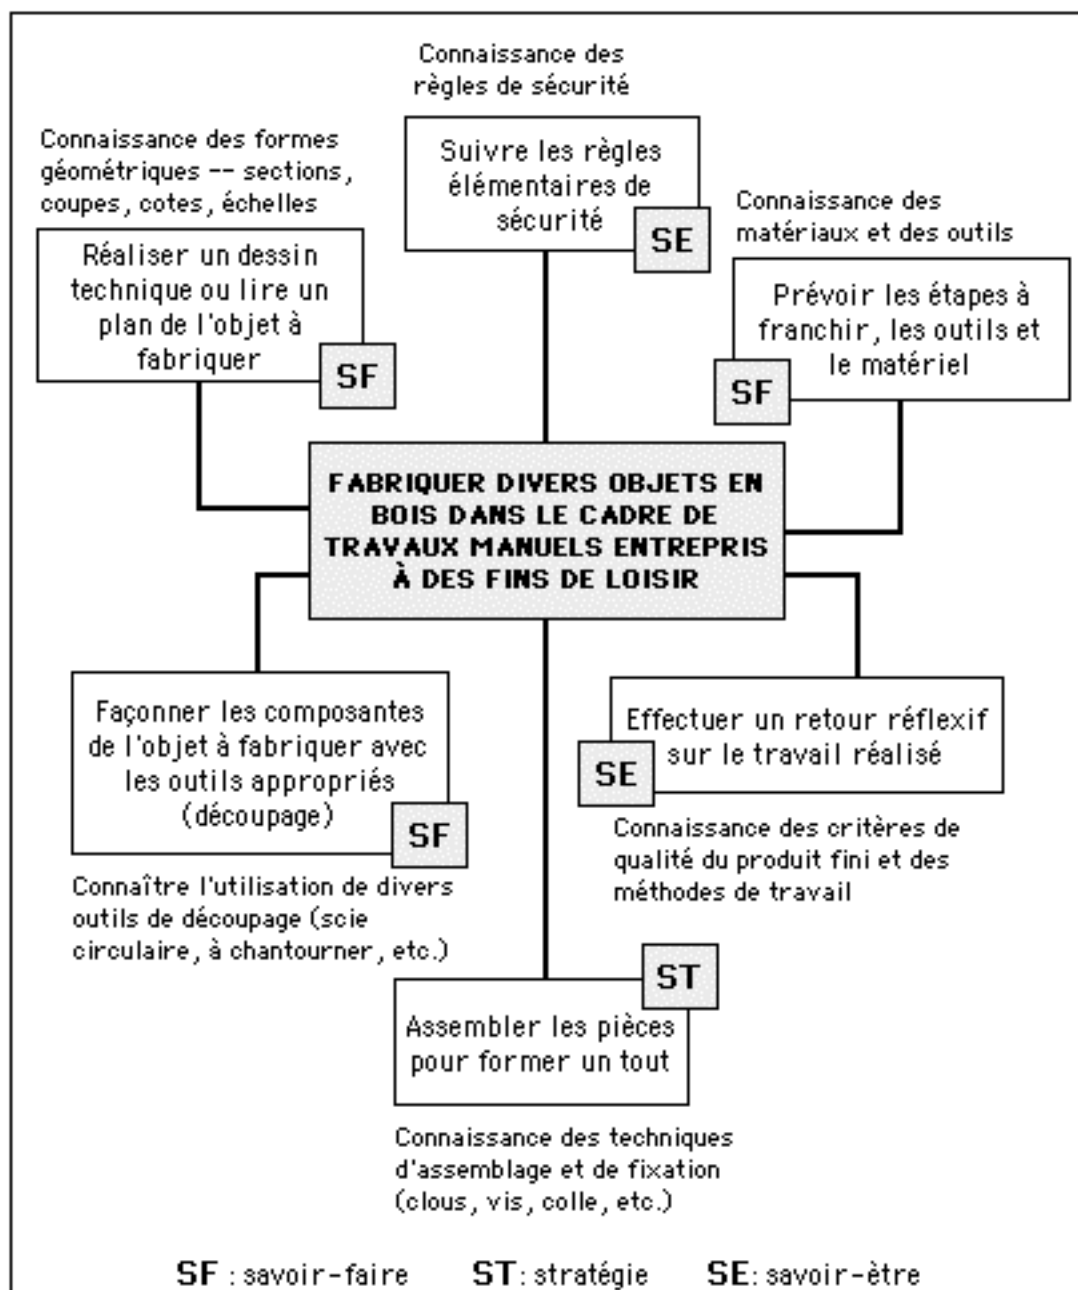 Connaissance des
règles de sécurité
Suivre les règles
élémentaires de
sécurité
SE
Connaissance des formes
géométriques -- sections,
coupes, cotes, échelles
Réaliser un dessin
technique ou lire un
plan de l'objet à
fabriquer
SF
Connaissance des
matériaux et des outils
Prévoir les étapes à
franchir, les outils et
le matériel
SF
FABRIQUER DIVERS OBJETS EN
BOIS DANS LE CADRE DE
TRAVAUX MANUELS ENTREPRIS
À DES FINS DE LOISIR
Façonner les composantes
de l'objet à fabriquer avec
les outils appropriés
(découpage)
SF
Connaître l'utilisation de divers
outils de découpage (scie
circulaire, à chantourner, etc.)
Effectuer un retour réflexif
sur le travail réalisé
SE
Connaissance des critères de
qualité du produit fini et des
méthodes de travail
ST
Assembler les pièces
pour former un tout
Connaissance des techniques
d'assemblage et de fixation
(clous, vis, colle, etc.)
SF : savoir-faire ST: stratégie SE: savoir-être